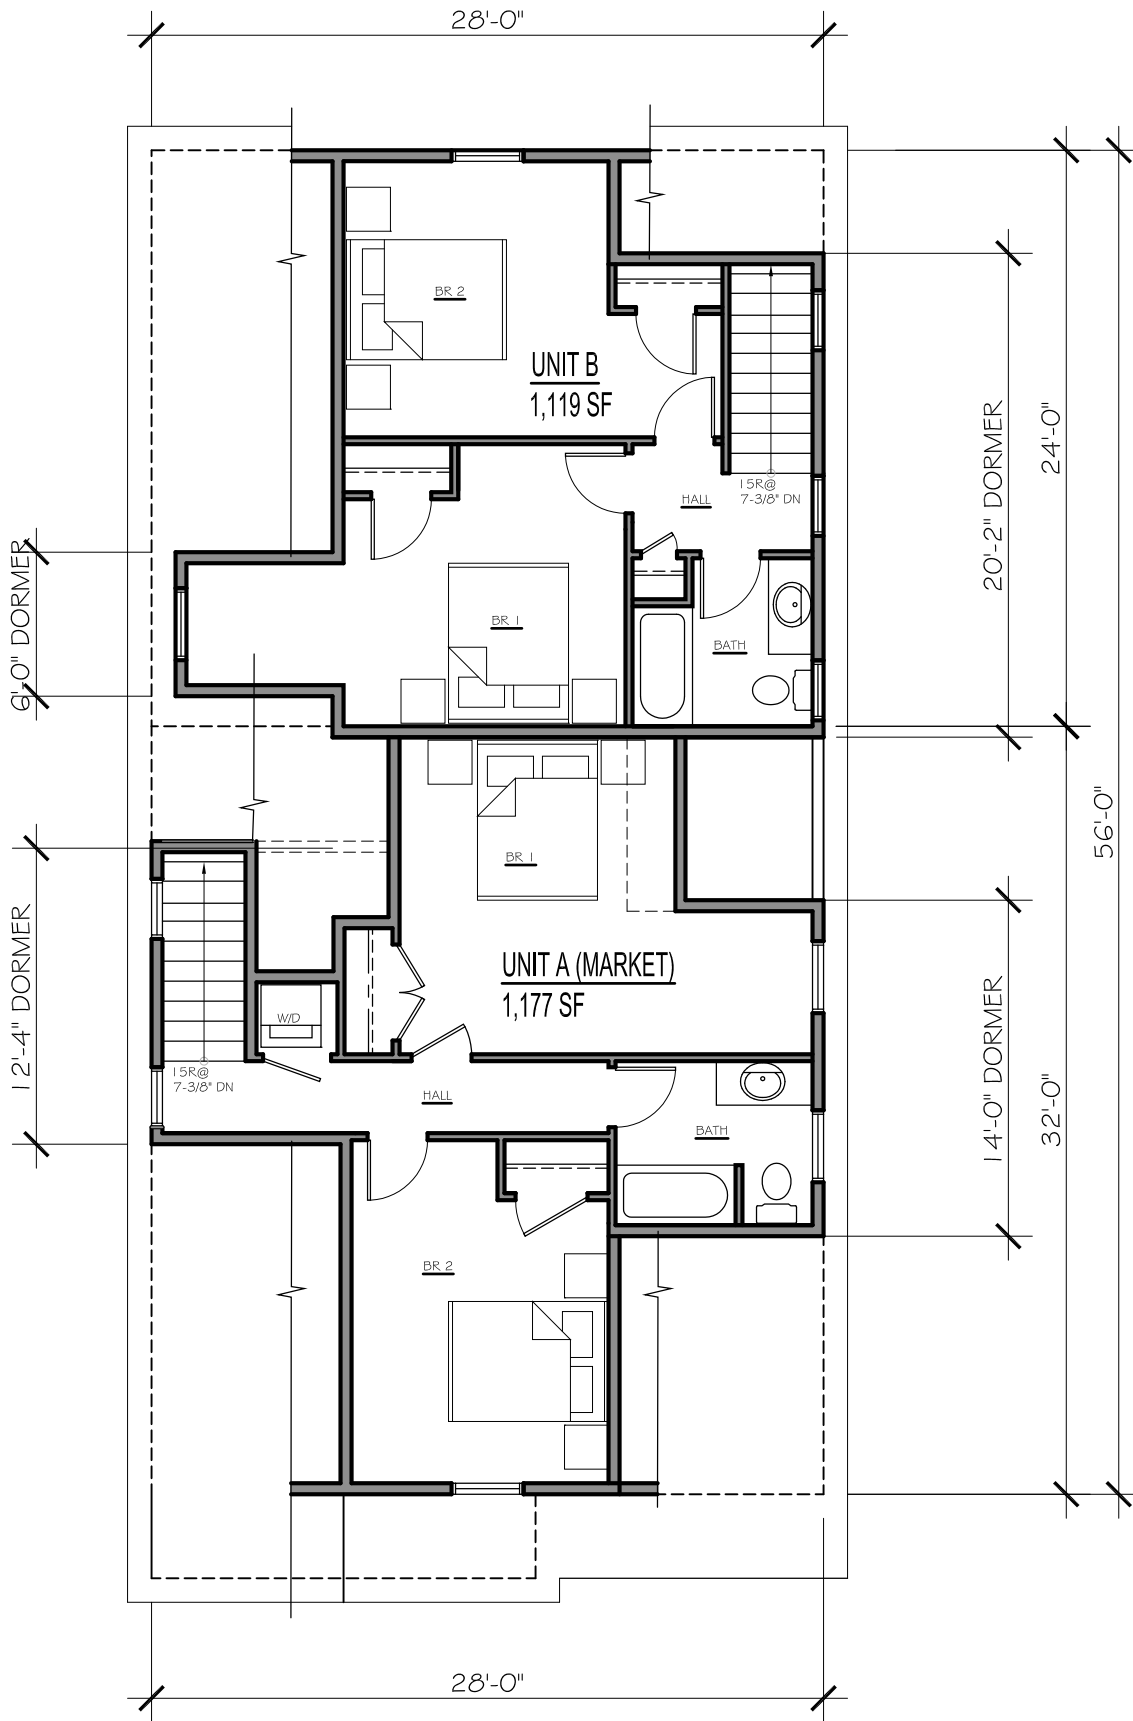 28'-0"
BR 2
UNIT B
1,119 SF
20'-2" DORMER
24'-0"
15R@
7-3/8" DN
HALL
6'-0" DORMER
BR 1
BATH
56'-0"
BR 1
12'-4" DORMER
UNIT A (MARKET)
1,177 SF
W/D
15R@
7-3/8" DN
HALL
BATH
14'-0" DORMER
32'-0"
BR 2
28'-0"